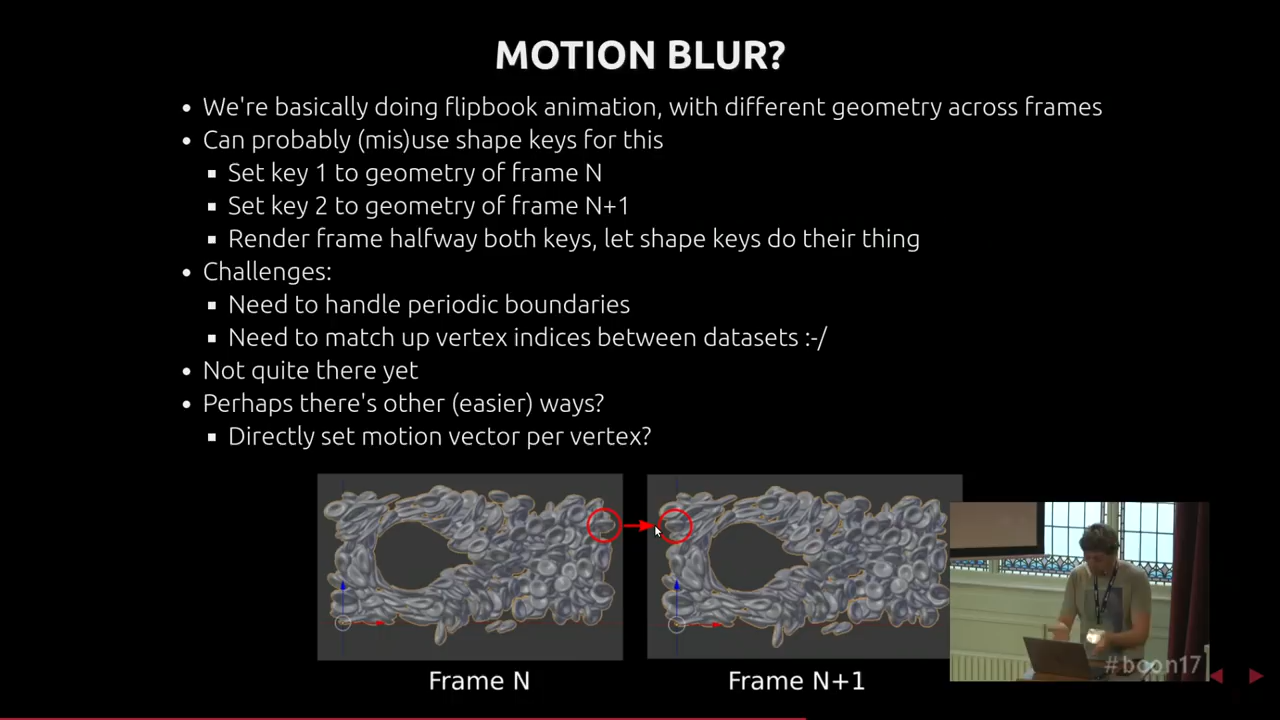 MOTION BLUR?
We're basically doing flipbook animation, with different geometry across frames
Can probably (mis)use shape keys for this
Set key 1 to geometry of frame N
Set key 2 to geometry of frame N+1
Render frame halfway both keys, let shape keys do their thing
Challenges:
Need to handle periodic boundaries
Need to match up vertex indices between datasets :-/
Not quite there yet
Perhaps there's other (easier) ways?
Directly set motion vector per vertex?
Frame N
Frame N+1
#bcon17